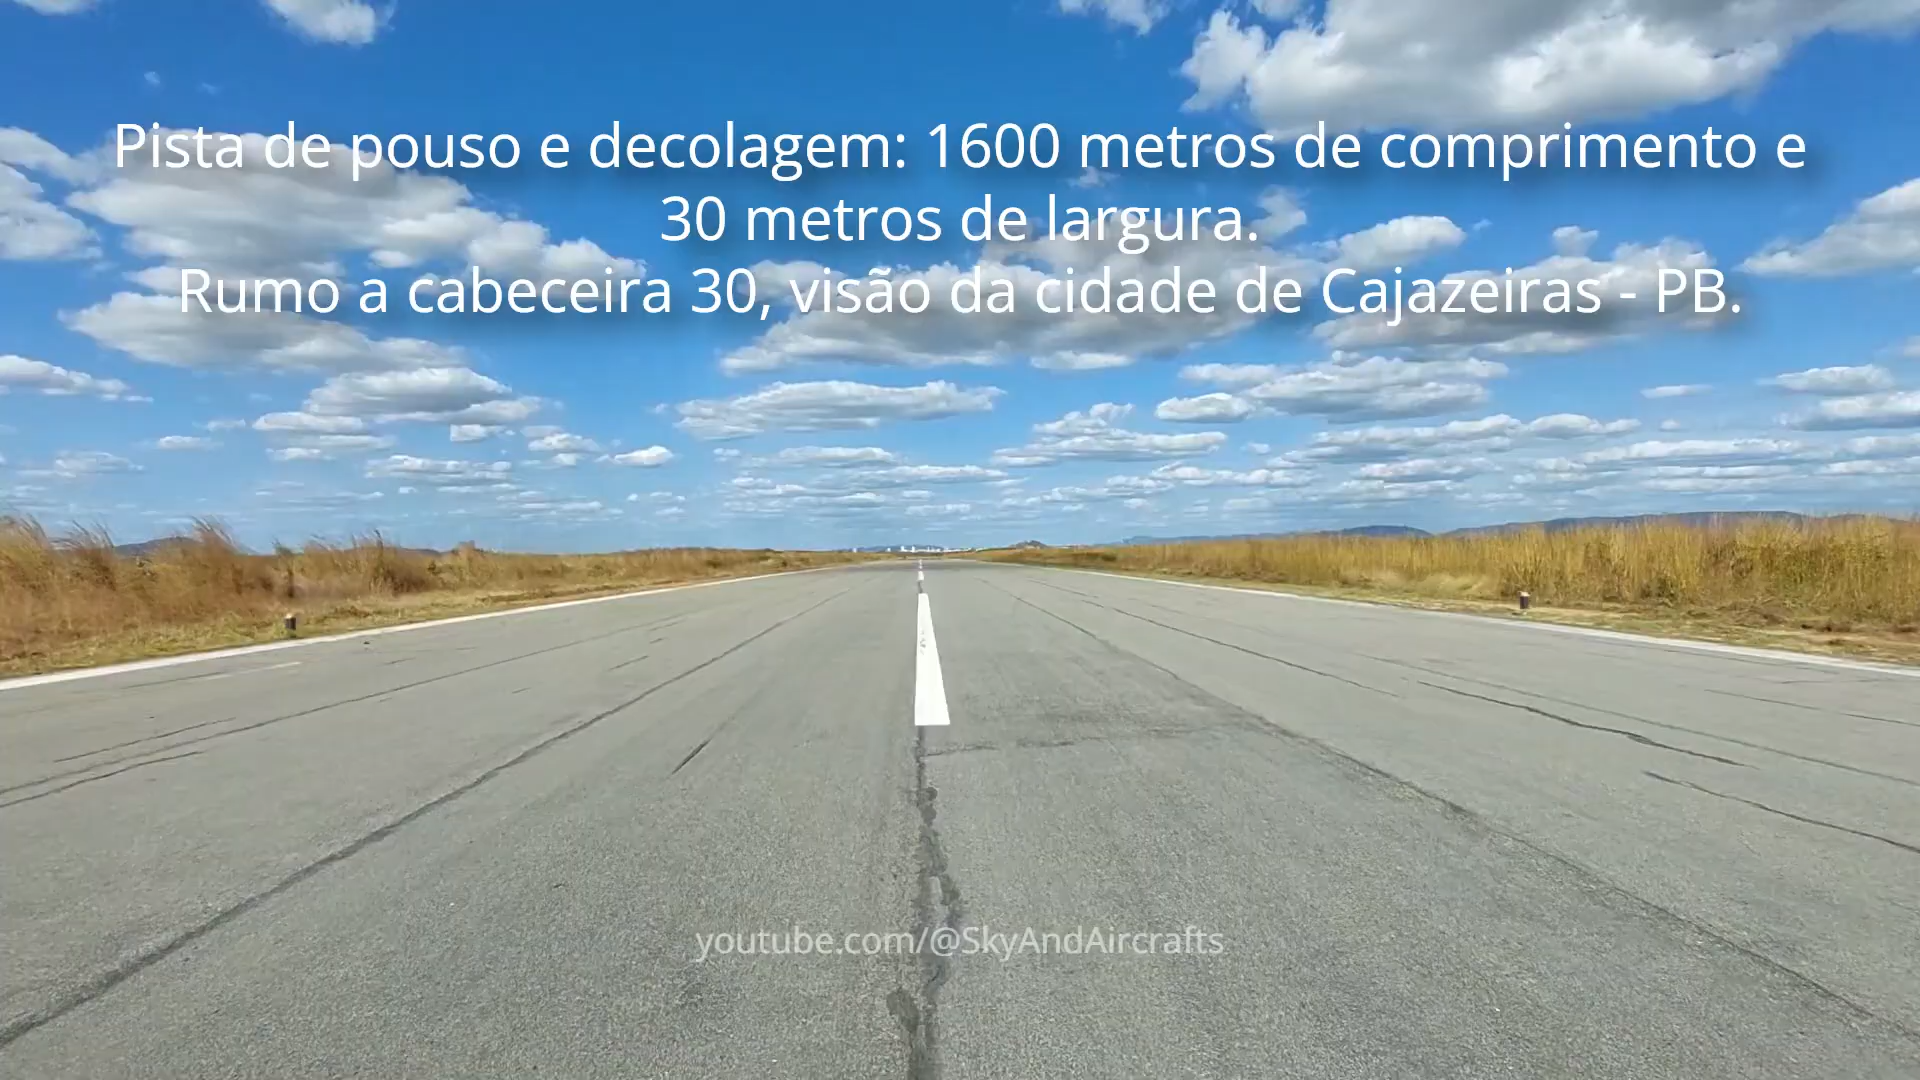 Pista de pouso e decolagem: 1600 metros de comprimento e
30 metros de largura.
Rumo a cabeceira 30, visão da cidade de Cajazeiras - PB.
youtube.com/@SkyAndAircrafts